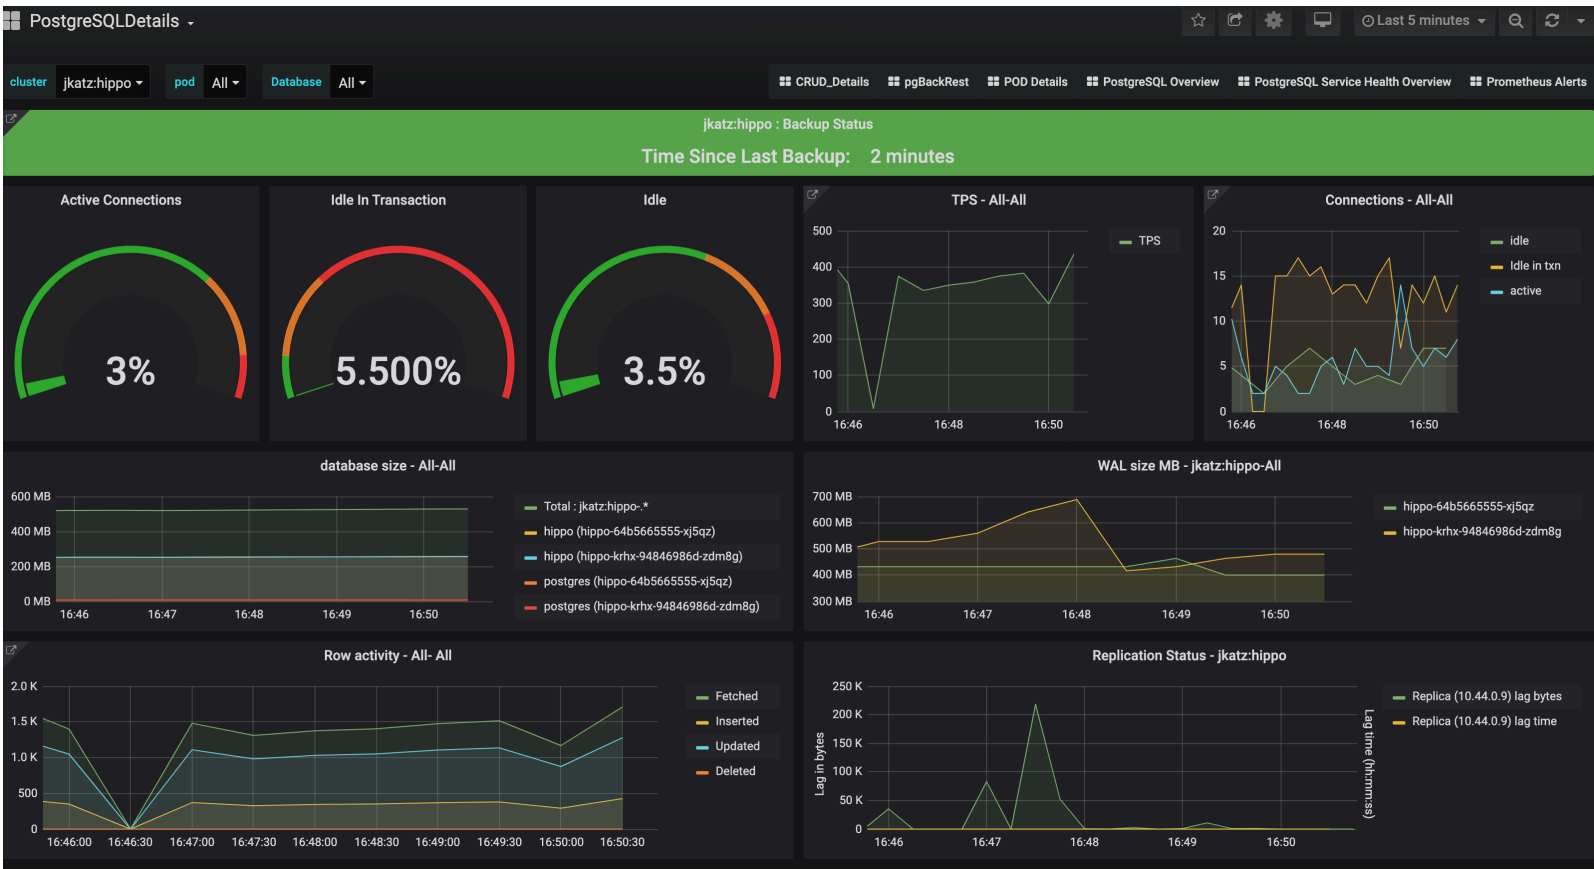 PostgreSQLDetails
Last 5 minutes
cluster jkatz:hippo pod All Database All
CRUD_Details pgBackRest POD Details PostgreSQL Overview PostgreSQL Service Health Overview Prometheus Alerts
jkatz:hippo : Backup Status
Time Since Last Backup: 2 minutes
Active Connections
3%
Idle In Transaction
5.500%
Idle
3.5%
TPS - All-All
500
400
300
200
100
0
16:46 16:48 16:50
TPS
Connections - All-All
20
15
10
5
0
16:46 16:48 16:50
idle
Idle in txn
active
database size - All-All
600 MB
400 MB
200 MB
0 MB
16:46 16:47 16:48 16:49 16:50
Total : jkatz:hippo-.*
hippo (hippo-64b5665555-xj5qz)
hippo (hippo-krhx-94846986d-zdm8g)
postgres (hippo-64b5665555-xj5qz)
postgres (hippo-krhx-94846986d-zdm8g)
WAL size MB - jkatz:hippo-All
700 MB
600 MB
500 MB
400 MB
300 MB
16:46 16:47 16:48 16:49 16:50
hippo-64b5665555-xj5qz
hippo-krhx-94846986d-zdm8g
Row activity - All- All
2.0 K
1.5 K
1.0 K
500
0
16:46:00 16:46:30 16:47:00 16:47:30 16:48:00 16:48:30 16:49:00 16:49:30 16:50:00 16:50:30
Fetched
Inserted
Updated
Deleted
Replication Status - jkatz:hippo
Lag in bytes
250 K
200 K
150 K
100 K
50 K
0
16:46 16:47 16:48 16:49 16:50
Lag time (hh:mm:ss)
Replica (10.44.0.9) lag bytes
Replica (10.44.0.9) lag time